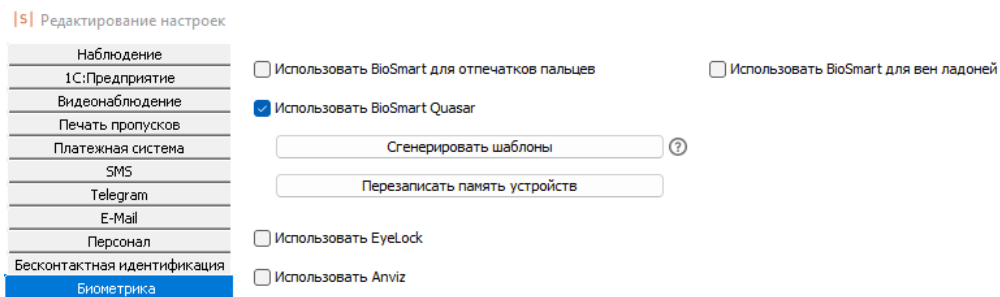 |S| Редактирование настроек
Наблюдение
1С:Предприятие
Видеонаблюдение
Печать пропусков
Платежная система
SMS
Telegram
E-Mail
Персонал
Бесконтактная идентификация
Биометрика
Использовать BioSmart для отпечатков пальцев
Использовать BioSmart для вен ладоней
Использовать BioSmart Quasar
Сгенерировать шаблоны ?
Перезаписать память устройств
Использовать EyeLock
Использовать Anviz